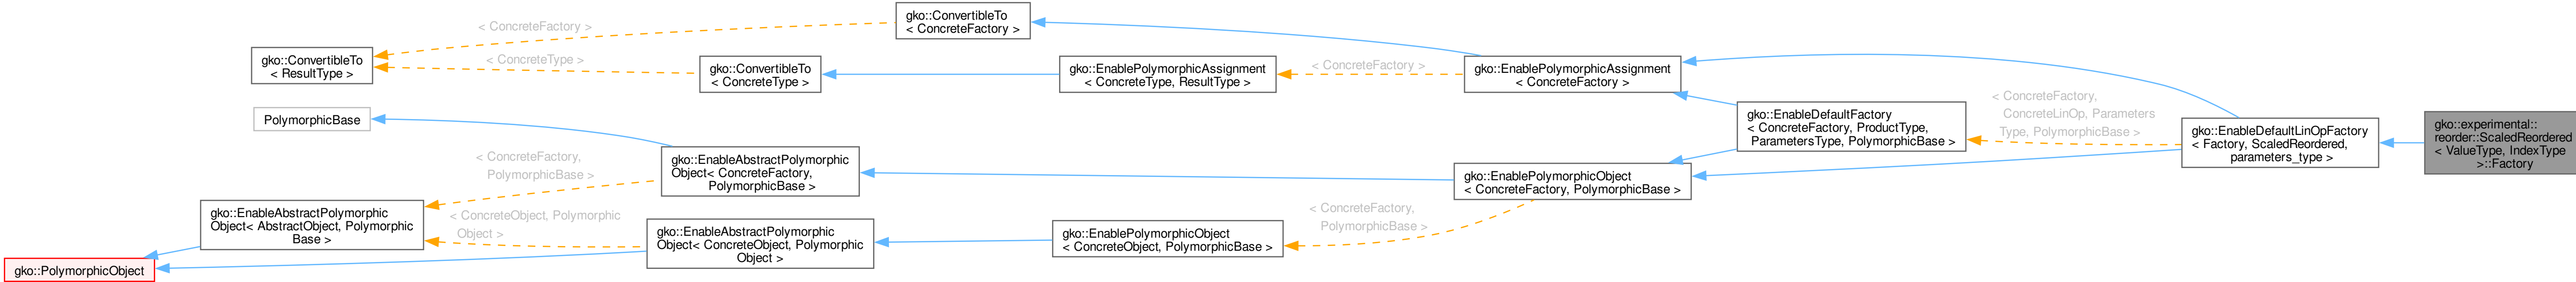 gko::ConvertibleTo
< ConcreteFactory >
< ConcreteFactory >
gko::ConvertibleTo
< ResultType >
< ConcreteType >
gko::ConvertibleTo
< ConcreteType >
gko::EnablePolymorphicAssignment
< ConcreteType, ResultType >
< ConcreteFactory >
gko::EnablePolymorphicAssignment
< ConcreteFactory >
PolymorphicBase
gko::EnableDefaultFactory
< ConcreteFactory, ProductType,
ParametersType, PolymorphicBase >
< ConcreteFactory,
ConcreteLinOp, Parameters
Type, PolymorphicBase >
gko::EnableDefaultLinOpFactory
< Factory, ScaledReordered,
parameters_type >
gko::experimental::
reorder::ScaledReordered
< ValueType, IndexType
>::Factory
< ConcreteFactory,
PolymorphicBase >
gko::EnableAbstractPolymorphic
Object< ConcreteFactory,
PolymorphicBase >
gko::EnablePolymorphicObject
< ConcreteFactory, PolymorphicBase >
gko::EnableAbstractPolymorphic
Object< AbstractObject, Polymorphic
Base >
< ConcreteObject, Polymorphic
Object >
gko::EnableAbstractPolymorphic
Object< ConcreteObject, Polymorphic
Object >
gko::EnablePolymorphicObject
< ConcreteObject, PolymorphicBase >
< ConcreteFactory,
PolymorphicBase >
gko::PolymorphicObject